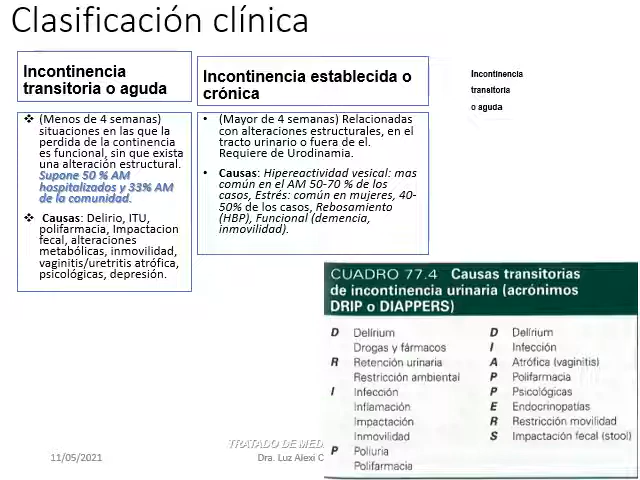 Clasificación clínica
Incontinencia
transitoria o aguda
❖ (Menos de 4 semanas)
situaciones en las que la
perdida de la continencia
es funcional, sin que exista
una alteración estructural.
Supone 50 % AM
hospitalizados y 33% AM
de la comunidad.
❖ Causas: Delirio, ITU,
polifarmacia, Impactacion
fecal, alteraciones
metabólicas, inmovilidad,
vaginitis/uretritis atrófica,
psicológicas, depresión.
Incontinencia establecida o
crónica
• (Mayor de 4 semanas) Relacionadas
con alteraciones estructurales, en el
tracto urinario o fuera de el.
Requiere de Urodinamia.
• Causas: Hipereactividad vesical: mas
común en el AM 50-70 % de los
casos, Estrés: común en mujeres, 40-
50% de los casos, Rebosamiento
(HBP), Funcional (demencia,
inmovilidad).
Incontinencia
transitoria
o aguda
CUADRO 77.4 Causas transitorias
de incontinencia urinaria (acrónimos
DRIP o DIAPPERS)
D Delírium
Drogas y fármacos
R Retención urinaria
Restricción ambiental
I Infección
Inflamación
Impactación
Inmovilidad
P Poliuria
Polifarmacia
D Delírium
I Infección
A Atrófica (vaginitis)
P Polifarmacia
P Psicológicas
E Endocrinopatías
R Restricción movilidad
S Impactación fecal (stool)
TRATADO DE MED
11/05/2021
Dra. Luz Alexi C